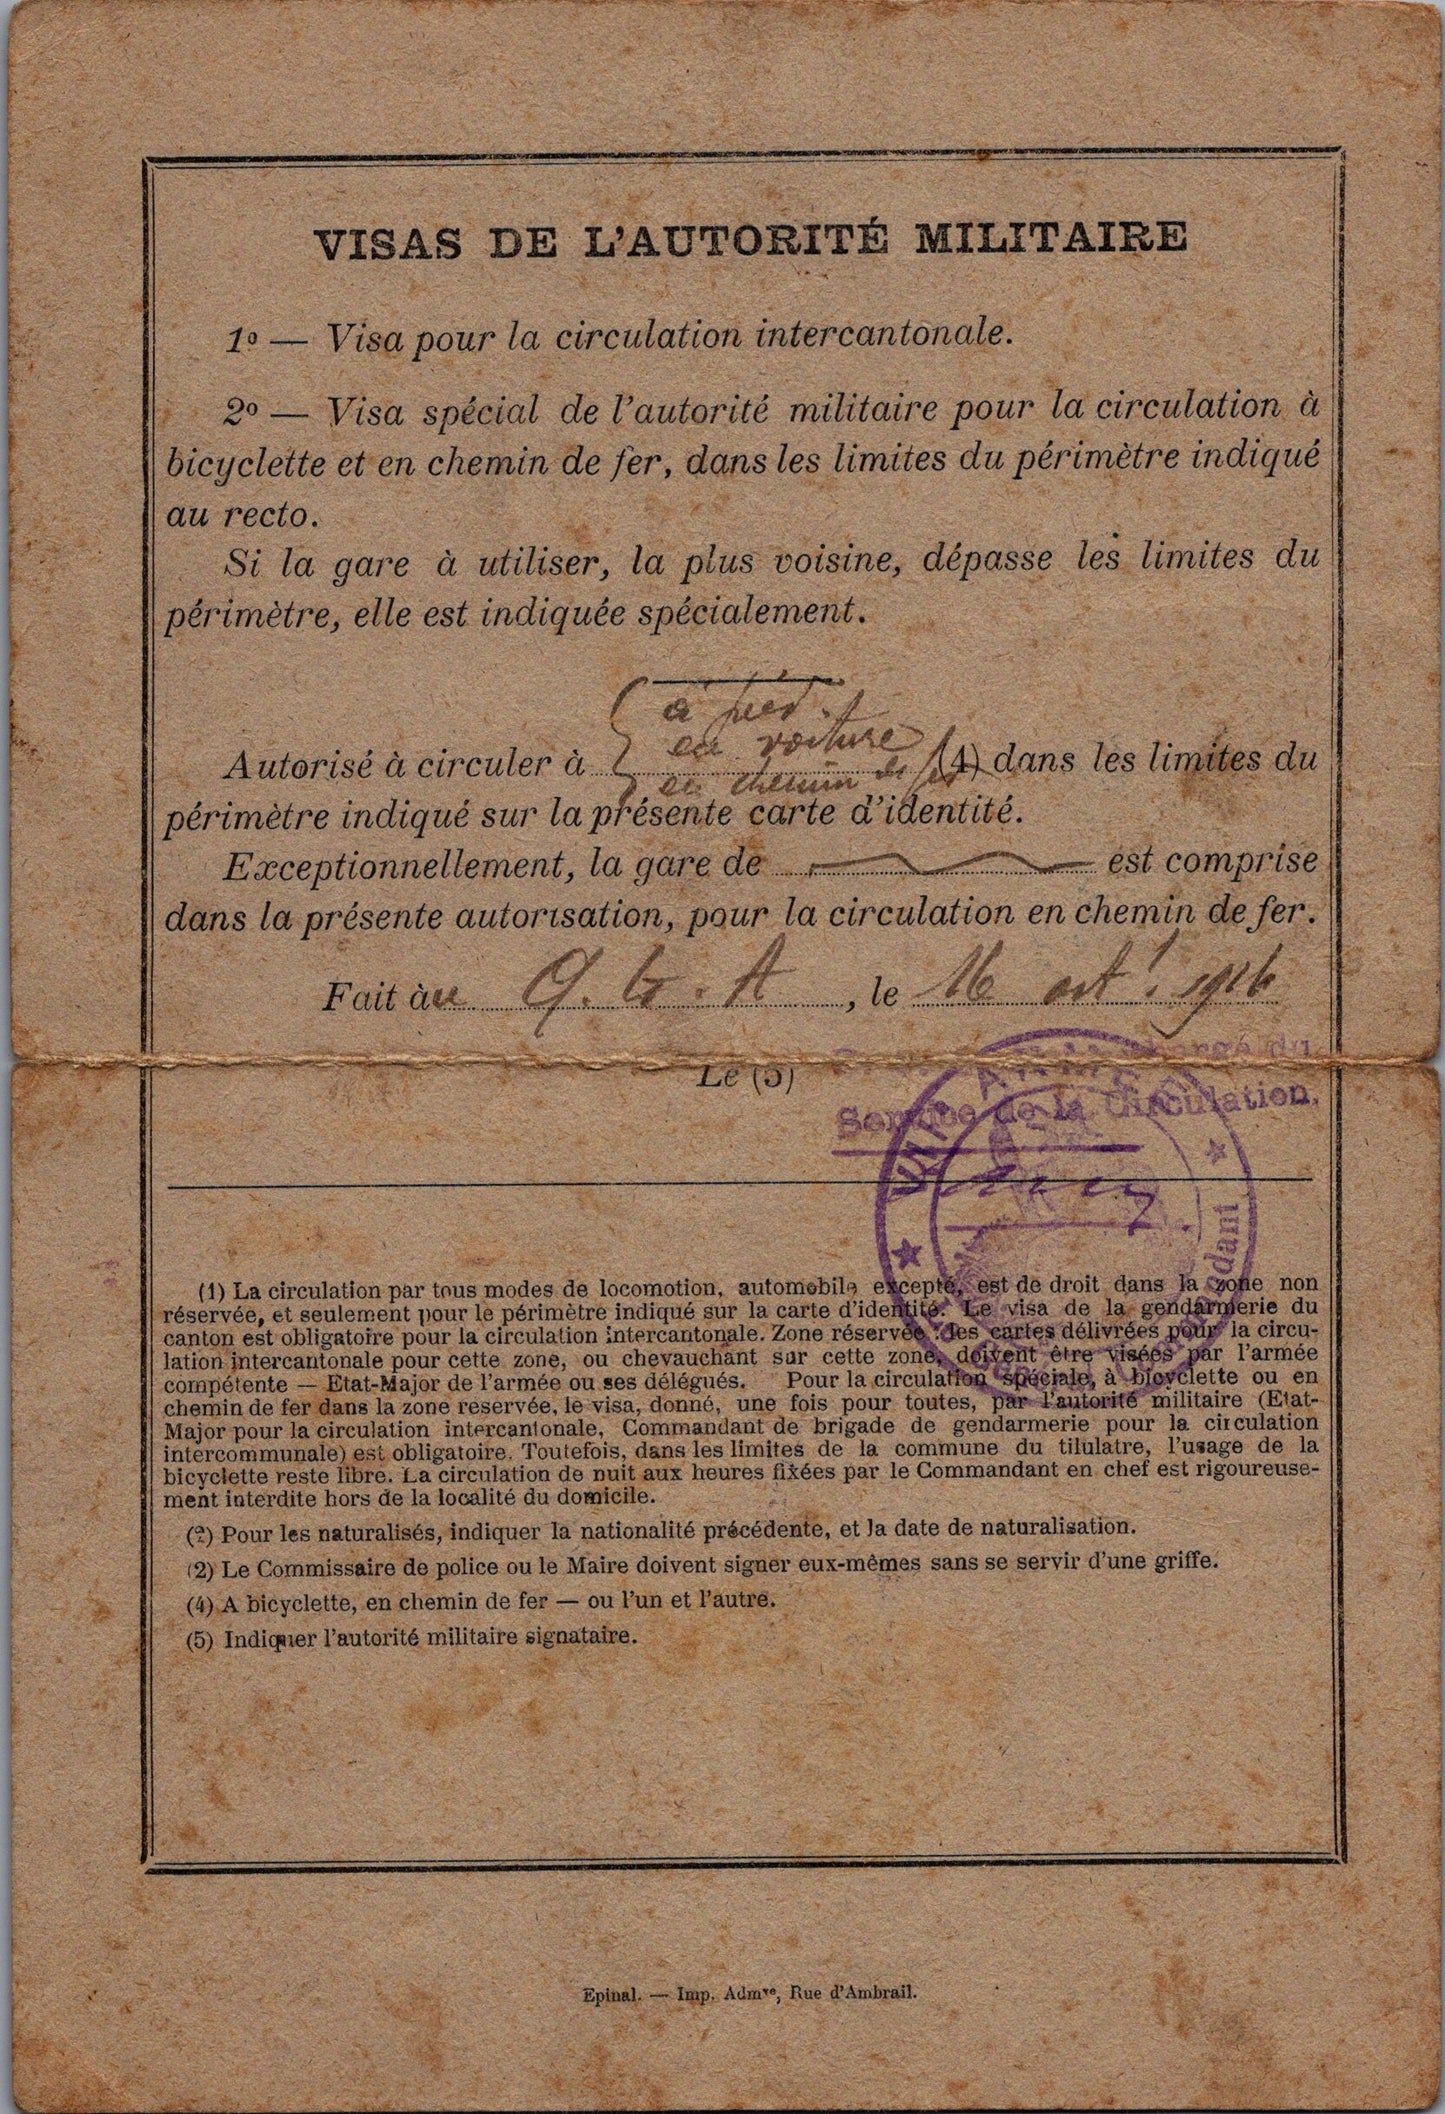 VISAS DE L'AUTORITÉ MILITAIRE
1º — Visa pour la circulation intercantonale.
2º — Visa spécial de l'autorité militaire pour la circulation à
bicyclette et en chemin de fer, dans les limites du périmètre indiqué
au recto.
Si la gare à utiliser, la plus voisine, dépasse les limites du
périmètre, elle est indiquée spécialement.
à pied.
en voiture
Autorisé à circuler à en chemin de fer (4) dans les limites du
périmètre indiqué sur la présente carte d'identité.
Exceptionnellement, la gare de est comprise
dans la présente autorisation, pour la circulation en chemin de fer.
Fait àu Q. G. A, le 16 oct. 1916
chargé du
Le (5)
Service de la Circulation.
VIIe ARMÉE
(1) La circulation par tous modes de locomotion, automobile excepté, est de droit dans la zone non
réservée, et seulement pour le périmètre indiqué sur la carte d'identité. Le visa de la gendarmerie du
canton est obligatoire pour la circulation intercantonale. Zone réservée : les cartes délivrées pour la circu-
lation intercantonale pour cette zone, ou chevauchant sur cette zone, doivent être visées par l'armée
compétente — Etat-Major de l'armée ou ses délégués. Pour la circulation spéciale, à bicyclette ou en
chemin de fer dans la zone réservée, le visa, donné, une fois pour toutes, par l'autorité militaire (Etat-
Major pour la circulation intercantonale, Commandant de brigade de gendarmerie pour la circulation
intercommunale) est obligatoire. Toutefois, dans les limites de la commune du titulatre, l'usage de la
bicyclette reste libre. La circulation de nuit aux heures fixées par le Commandant en chef est rigoureuse-
ment interdite hors de la localité du domicile.
(2) Pour les naturalisés, indiquer la nationalité précédente, et la date de naturalisation.
(2) Le Commissaire de police ou le Maire doivent signer eux-mêmes sans se servir d'une griffe.
(4) A bicyclette, en chemin de fer — ou l'un et l'autre.
(5) Indiquer l'autorité militaire signataire.
Epinal. — Imp. Admve, Rue d'Ambrail.